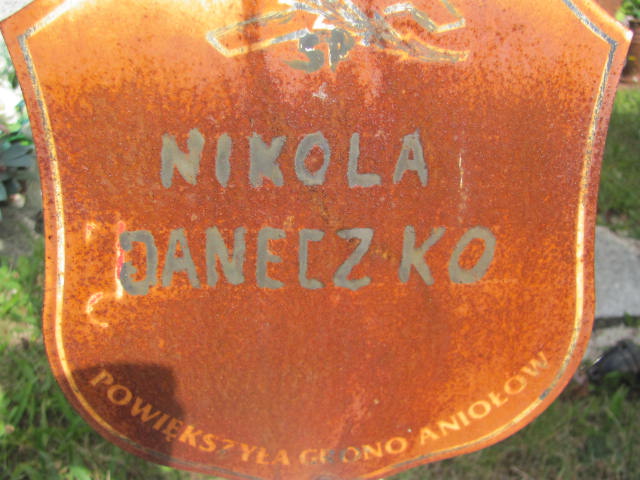 SP
NIKOLA
JANECZKO
POWIĘKSZYŁA GRONO ANIOŁÓW